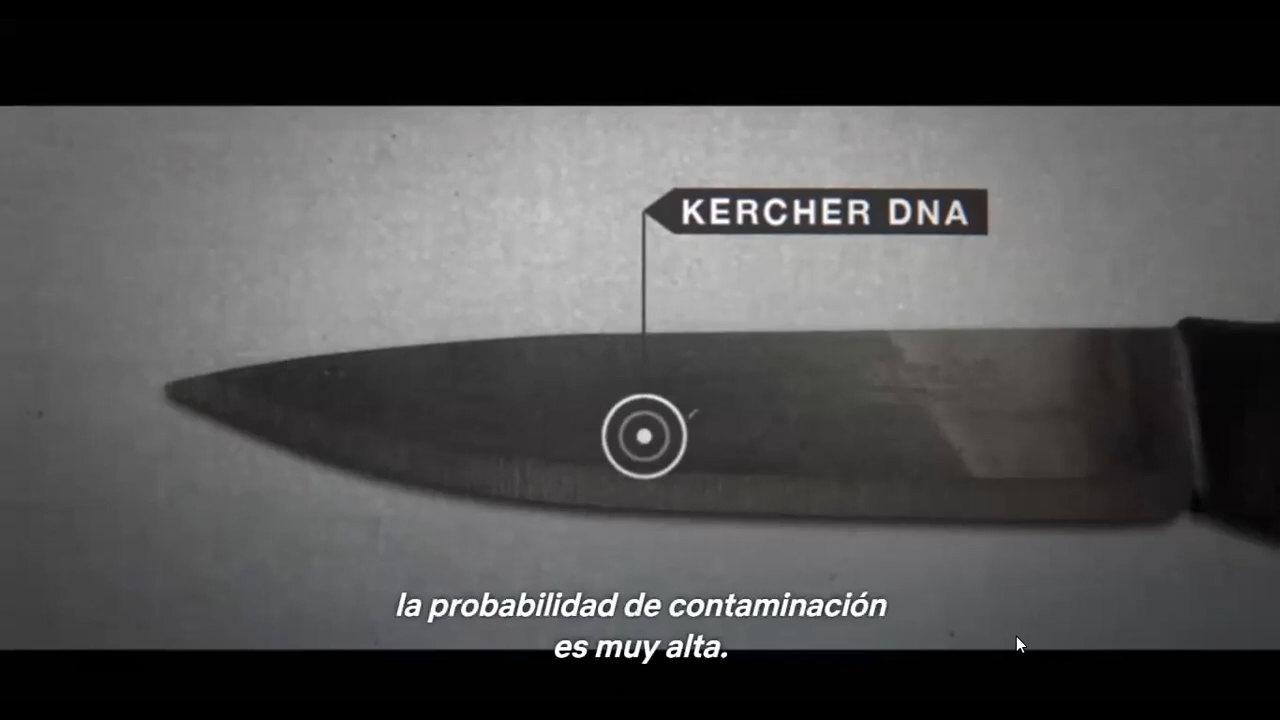 KERCHER DNA
la probabilidad de contaminación
es muy alta.